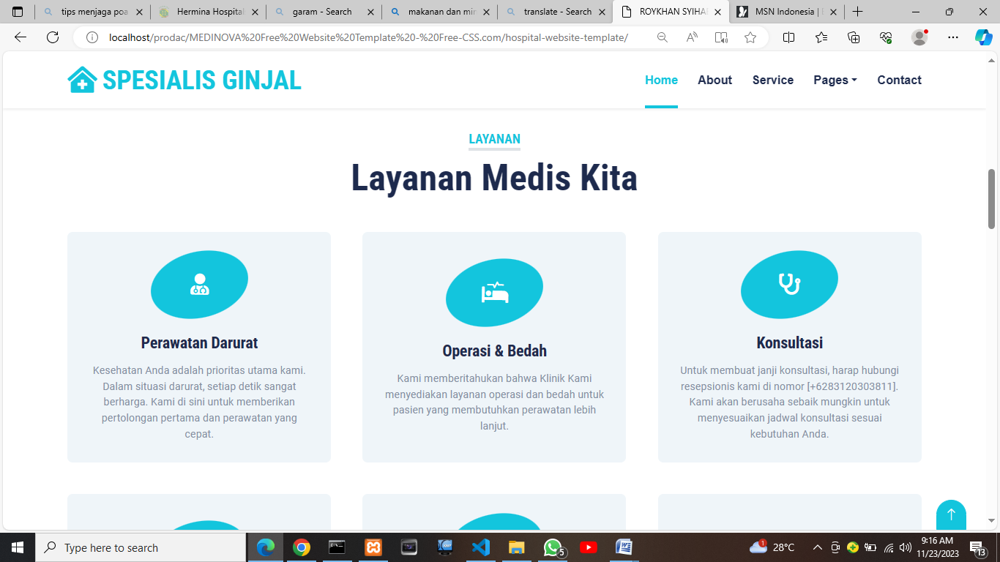 tips menjaga poa
Hermina Hospital
garam - Search
makanan dan mir
translate - Search
ROYKHAN SYIHA
MSN Indonesia |
localhost/prodac/MEDINOVA%20Free%20Website%20Template%20-%20Free-CSS.com/hospital-website-template/
SPESIALIS GINJAL
Home
About
Service
Pages
Contact
LAYANAN
Layanan Medis Kita
Perawatan Darurat
Kesehatan Anda adalah prioritas utama kami.
Dalam situasi darurat, setiap detik sangat
berharga. Kami di sini untuk memberikan
pertolongan pertama dan perawatan yang
cepat.
Operasi & Bedah
Kami memberitahukan bahwa Klinik Kami
menyediakan layanan operasi dan bedah untuk
pasien yang membutuhkan perawatan lebih
lanjut.
Konsultasi
Untuk membuat janji konsultasi, harap hubungi
resepsionis kami di nomor [+6283120303811].
Kami akan berusaha sebaik mungkin untuk
menyesuaikan jadwal konsultasi sesuai
kebutuhan Anda.
Type here to search
5
1
28°C
9:16 AM
11/23/2023
13